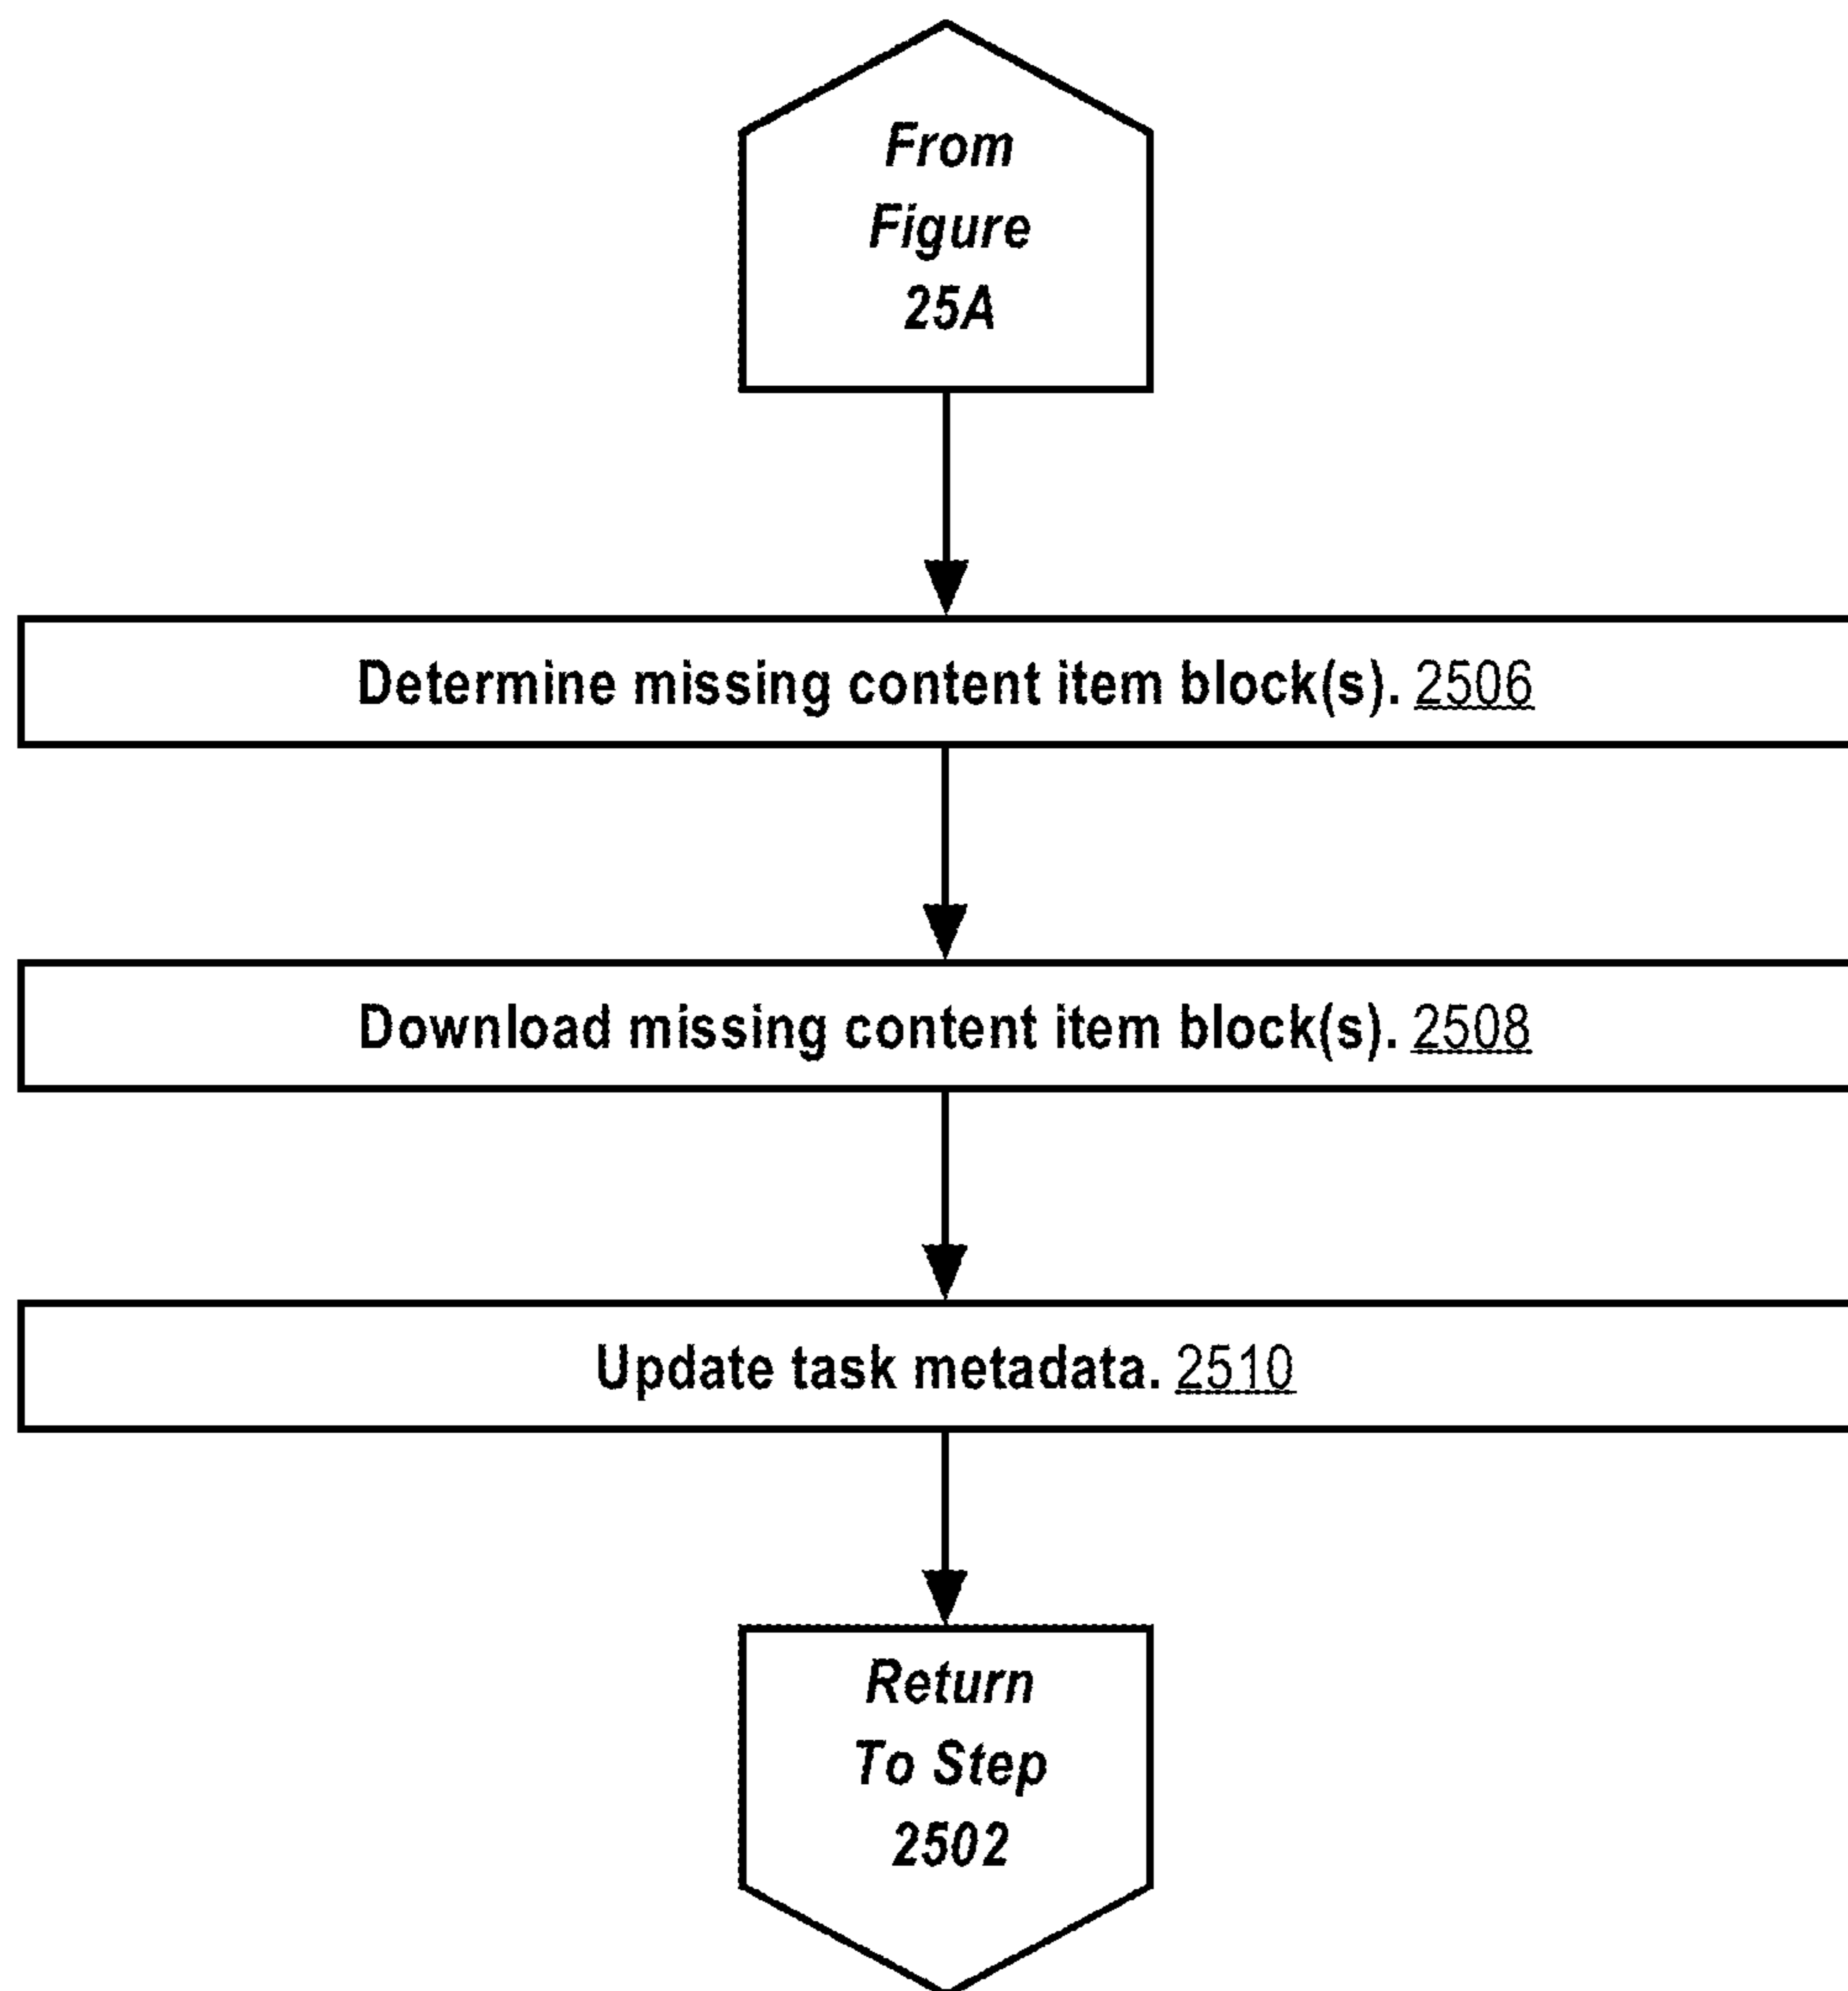 From
Figure
25A
Determine missing content item block(s). 2506
Download missing content item block(s). 2508
Update task metadata. 2510
Return
To Step
2502